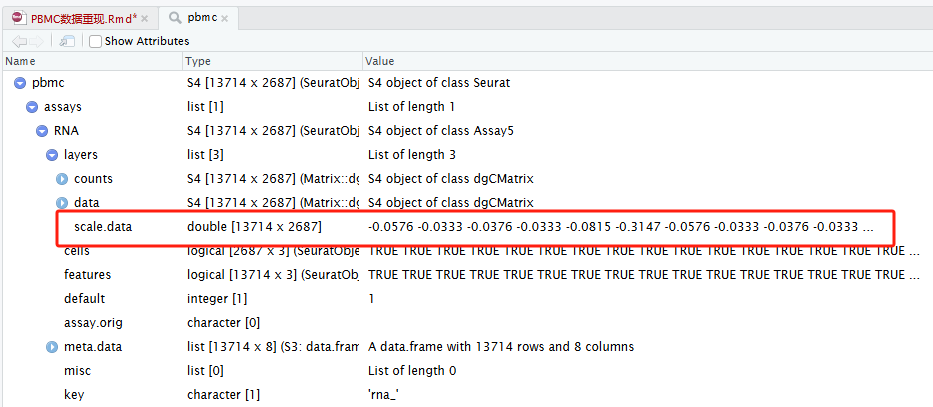 PBMC数据重现.Rmd* × pbmc ×
Show Attributes
Name Type Value
pbmc S4 [13714 x 2687] (SeuratObj S4 object of class Seurat
assays list [1] List of length 1
RNA S4 [13714 x 2687] (SeuratObj S4 object of class Assay5
layers list [3] List of length 3
counts S4 [13714 x 2687] (Matrix::dg S4 object of class dgCMatrix
data S4 [13714 x 2687] (Matrix::dg S4 object of class dgCMatrix
scale.data double [13714 x 2687] -0.0576 -0.0333 -0.0376 -0.0333 -0.0815 -0.3147 -0.0576 -0.0333 -0.0376 -0.0333 ...
cells logical [2687 x 3] (SeuratObj TRUE TRUE TRUE TRUE TRUE TRUE TRUE TRUE TRUE TRUE TRUE TRUE TRUE TRUE TRUE TRUE ...
features logical [13714 x 3] (SeuratOb TRUE TRUE TRUE TRUE TRUE TRUE TRUE TRUE TRUE TRUE TRUE TRUE TRUE TRUE TRUE TRUE ...
default integer [1] 1
assay.orig character [0]
meta.data list [13714 x 8] (S3: data.fram A data.frame with 13714 rows and 8 columns
misc list [0] List of length 0
key character [1] 'rna_'